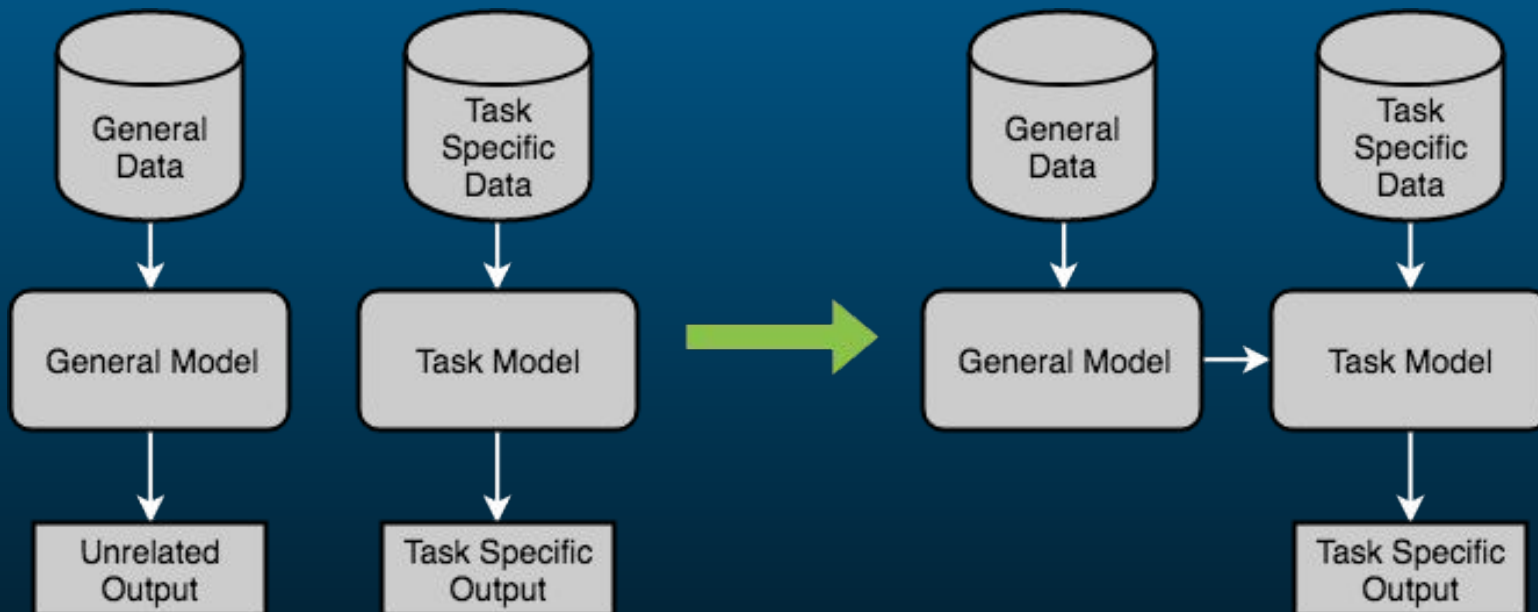 General
Data
Task
Specific
Data
General
Data
Task
Specific
Data
General Model
Task Model
General Model
Task Model
Unrelated
Output
Task Specific
Output
Task Specific
Output